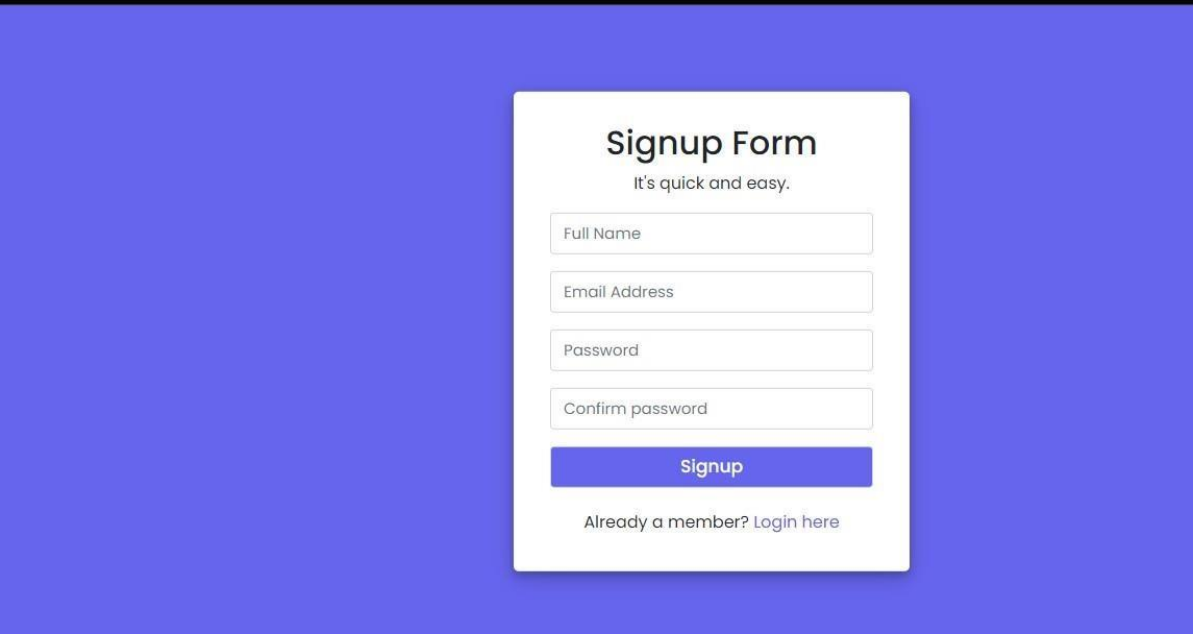 Signup Form
It's quick and easy.
Full Name
Email Address
Password
Confirm password
Signup
Already a member? Login here